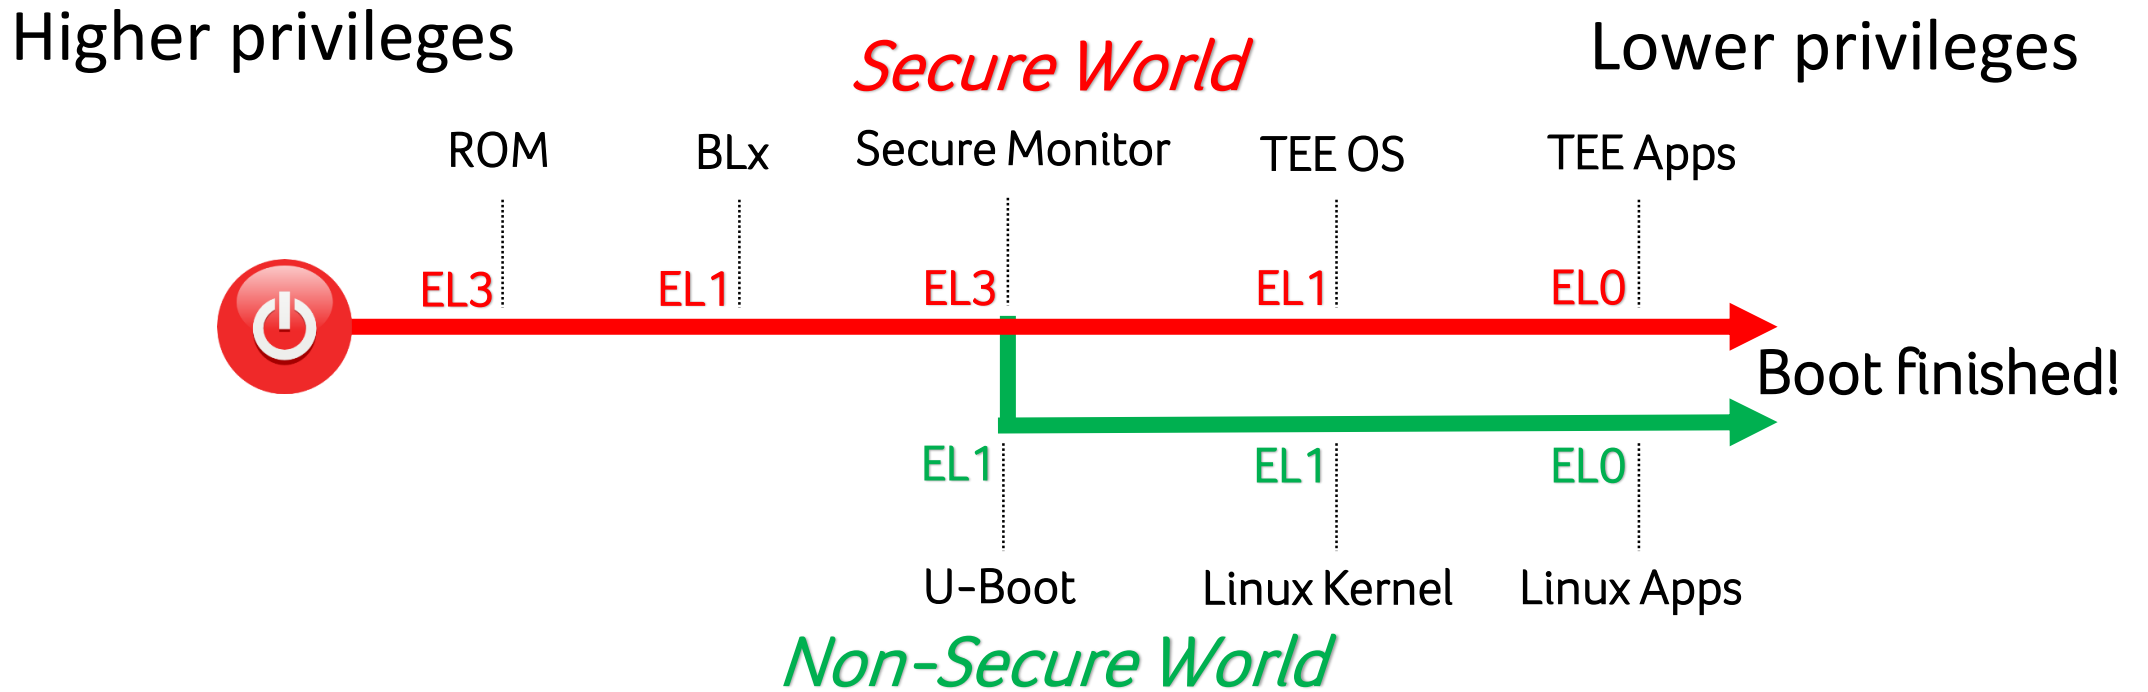 Higher privileges
Secure World
Lower privileges
ROM
BLx
Secure Monitor
TEE OS
TEE Apps
EL3
EL1
EL3
EL1
EL0
Boot finished!
EL1
EL1
EL0
U-Boot
Linux Kernel
Linux Apps
Non-Secure World